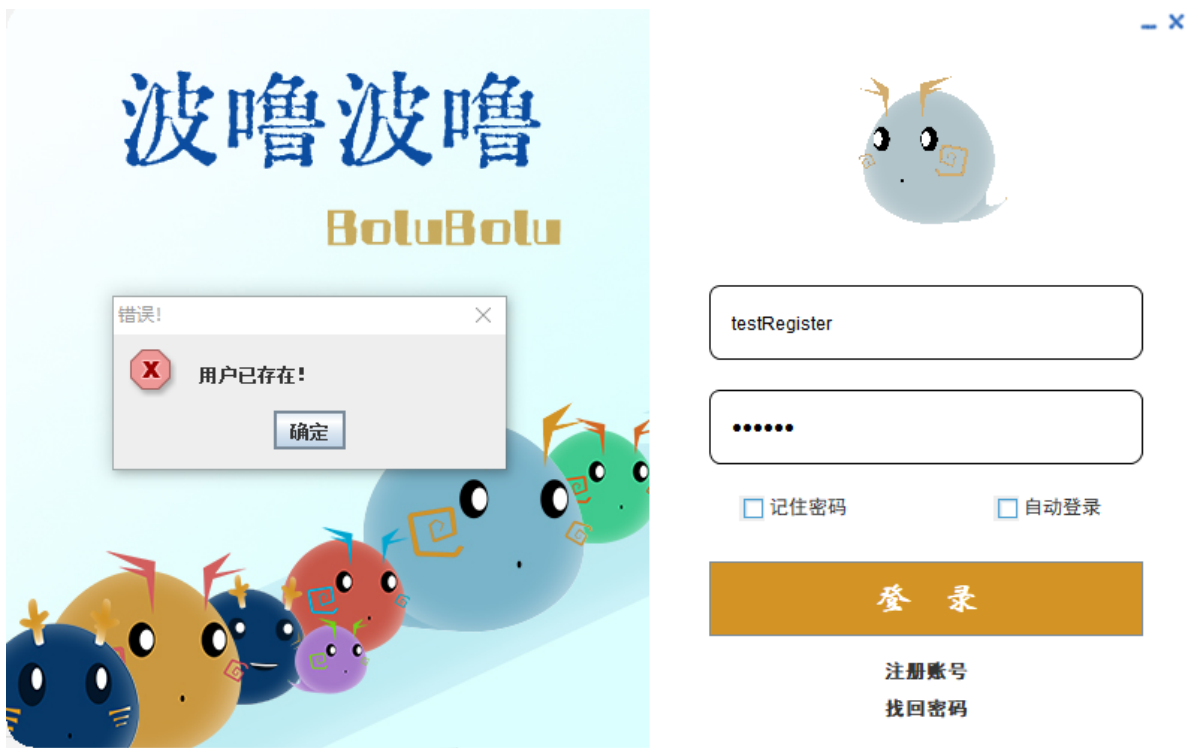 波噜波噜
BoluBolu
错误!
用户已存在!
确定
testRegister
••••••
记住密码
自动登录
登 录
注册账号
找回密码